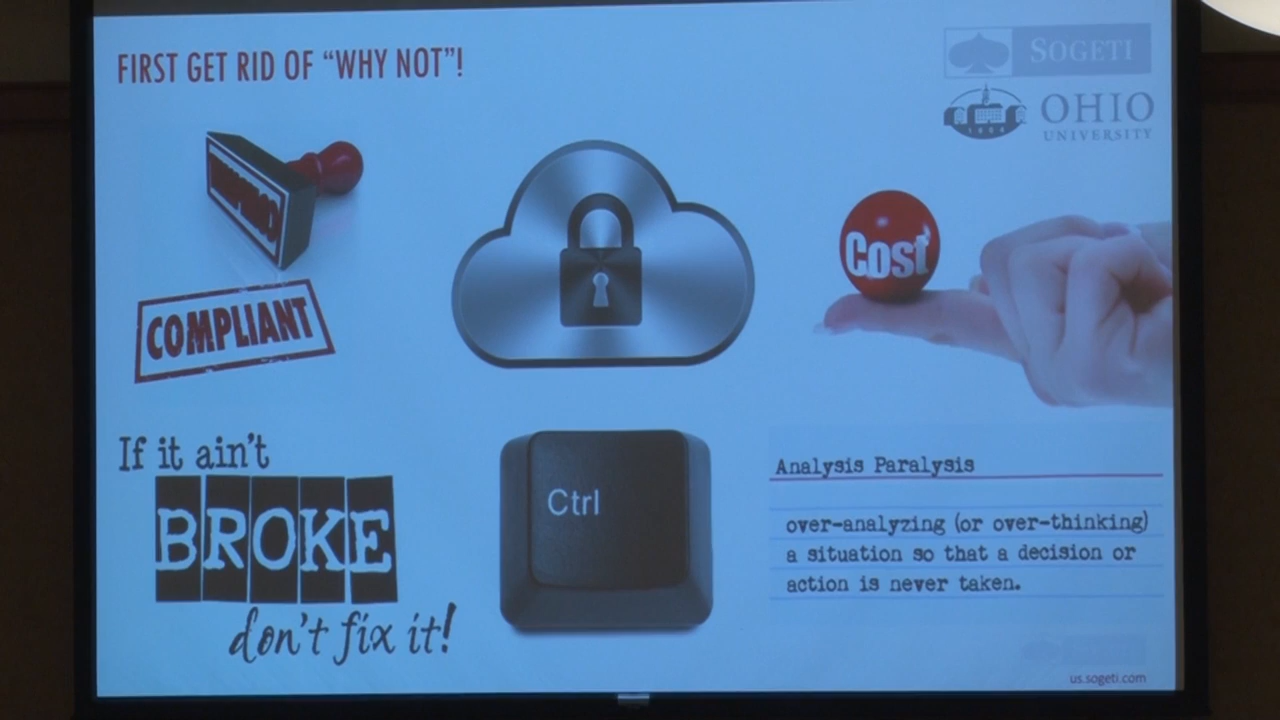 FIRST GET RID OF “WHY NOT”!
SOGETI
OHIO
UNIVERSITY
1804
COMPLIANT
Cost
If it ain't
BROKE
don't fix it!
Ctrl
Analysis Paralysis
over-analyzing (or over-thinking)
a situation so that a decision or
action is never taken.
us.sogeti.com